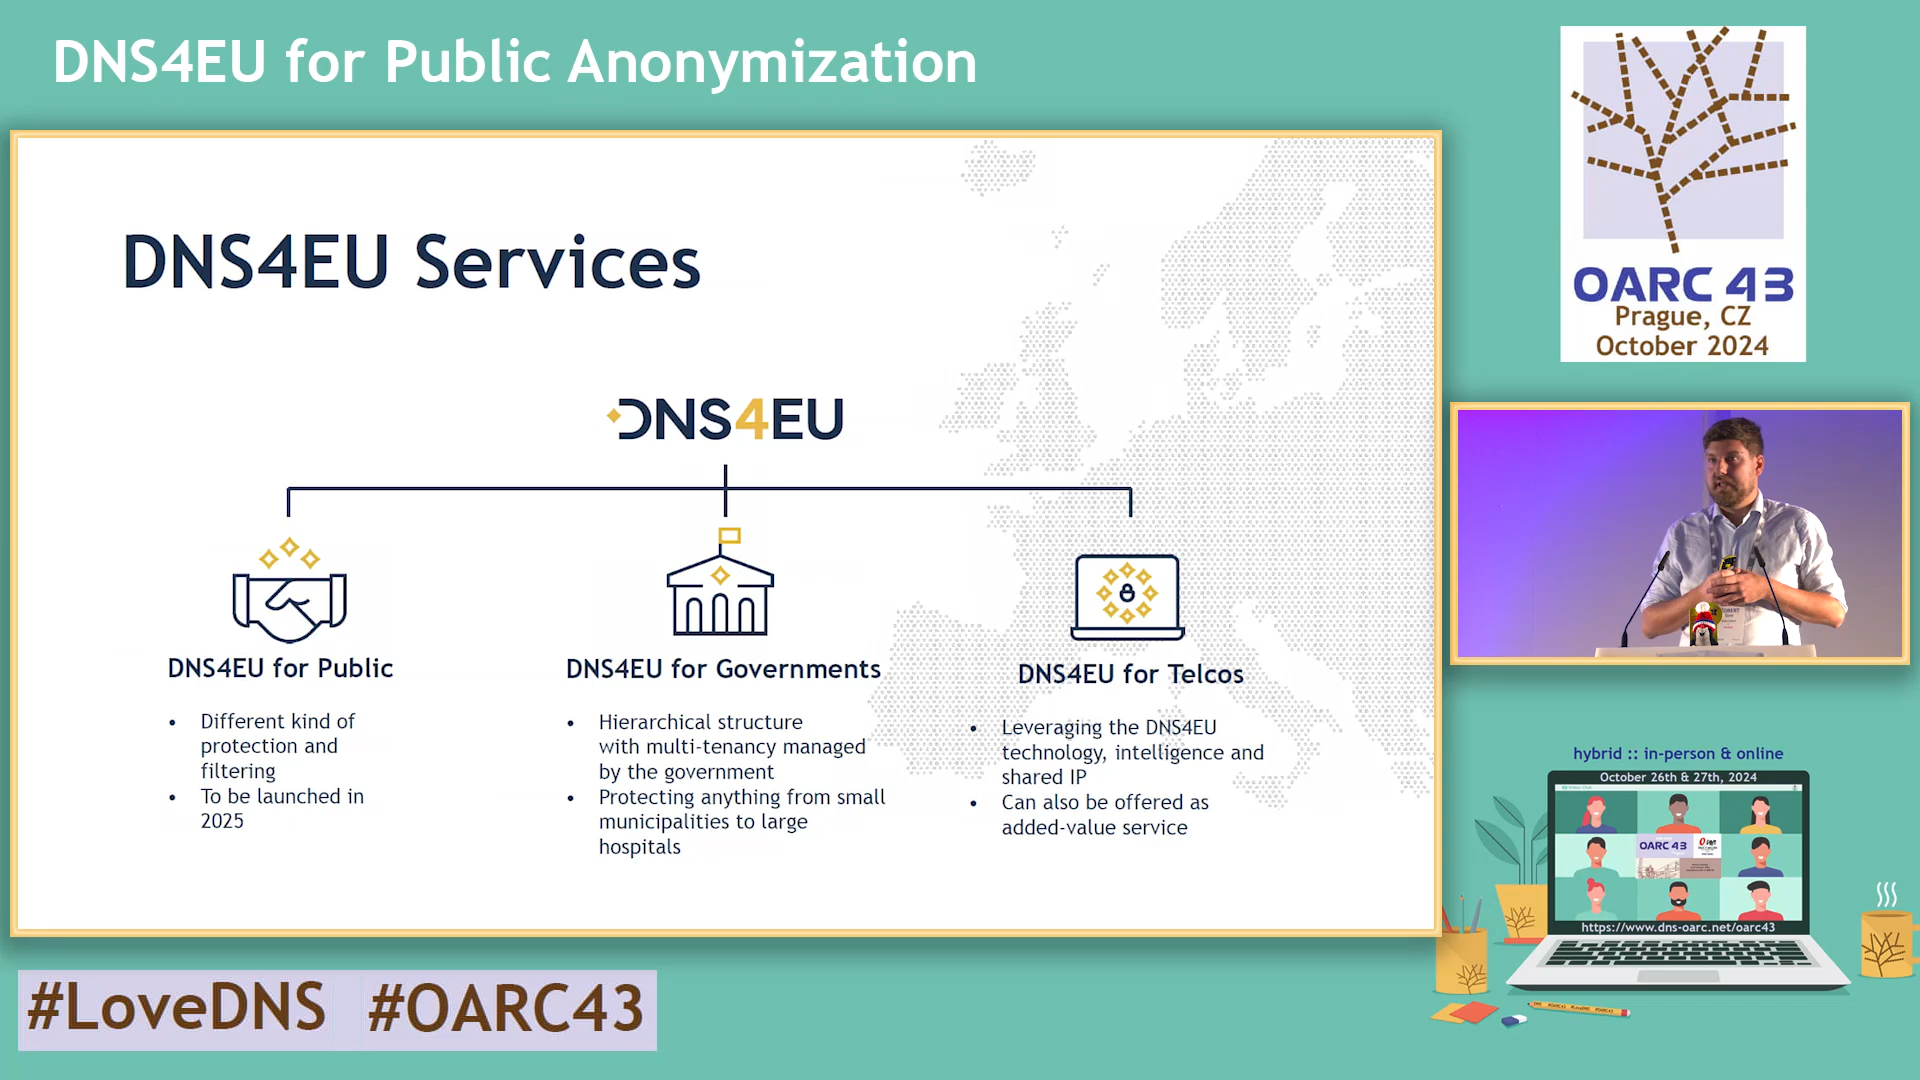 DNS4EU for Public Anonymization
OARC 43
Prague, CZ
October 2024
DNS4EU Services
DNS4EU
DNS4EU for Public
• Different kind of
protection and
filtering
• To be launched in
2025
DNS4EU for Governments
• Hierarchical structure
with multi-tenancy managed
by the government
• Protecting anything from small
municipalities to large
hospitals
DNS4EU for Telcos
• Leveraging the DNS4EU
technology, intelligence and
shared IP
• Can also be offered as
added-value service
hybrid :: in-person & online
October 26th & 27th, 2024
OARC 43
https://www.dns-oarc.net/oarc43
#LoveDNS #OARC43